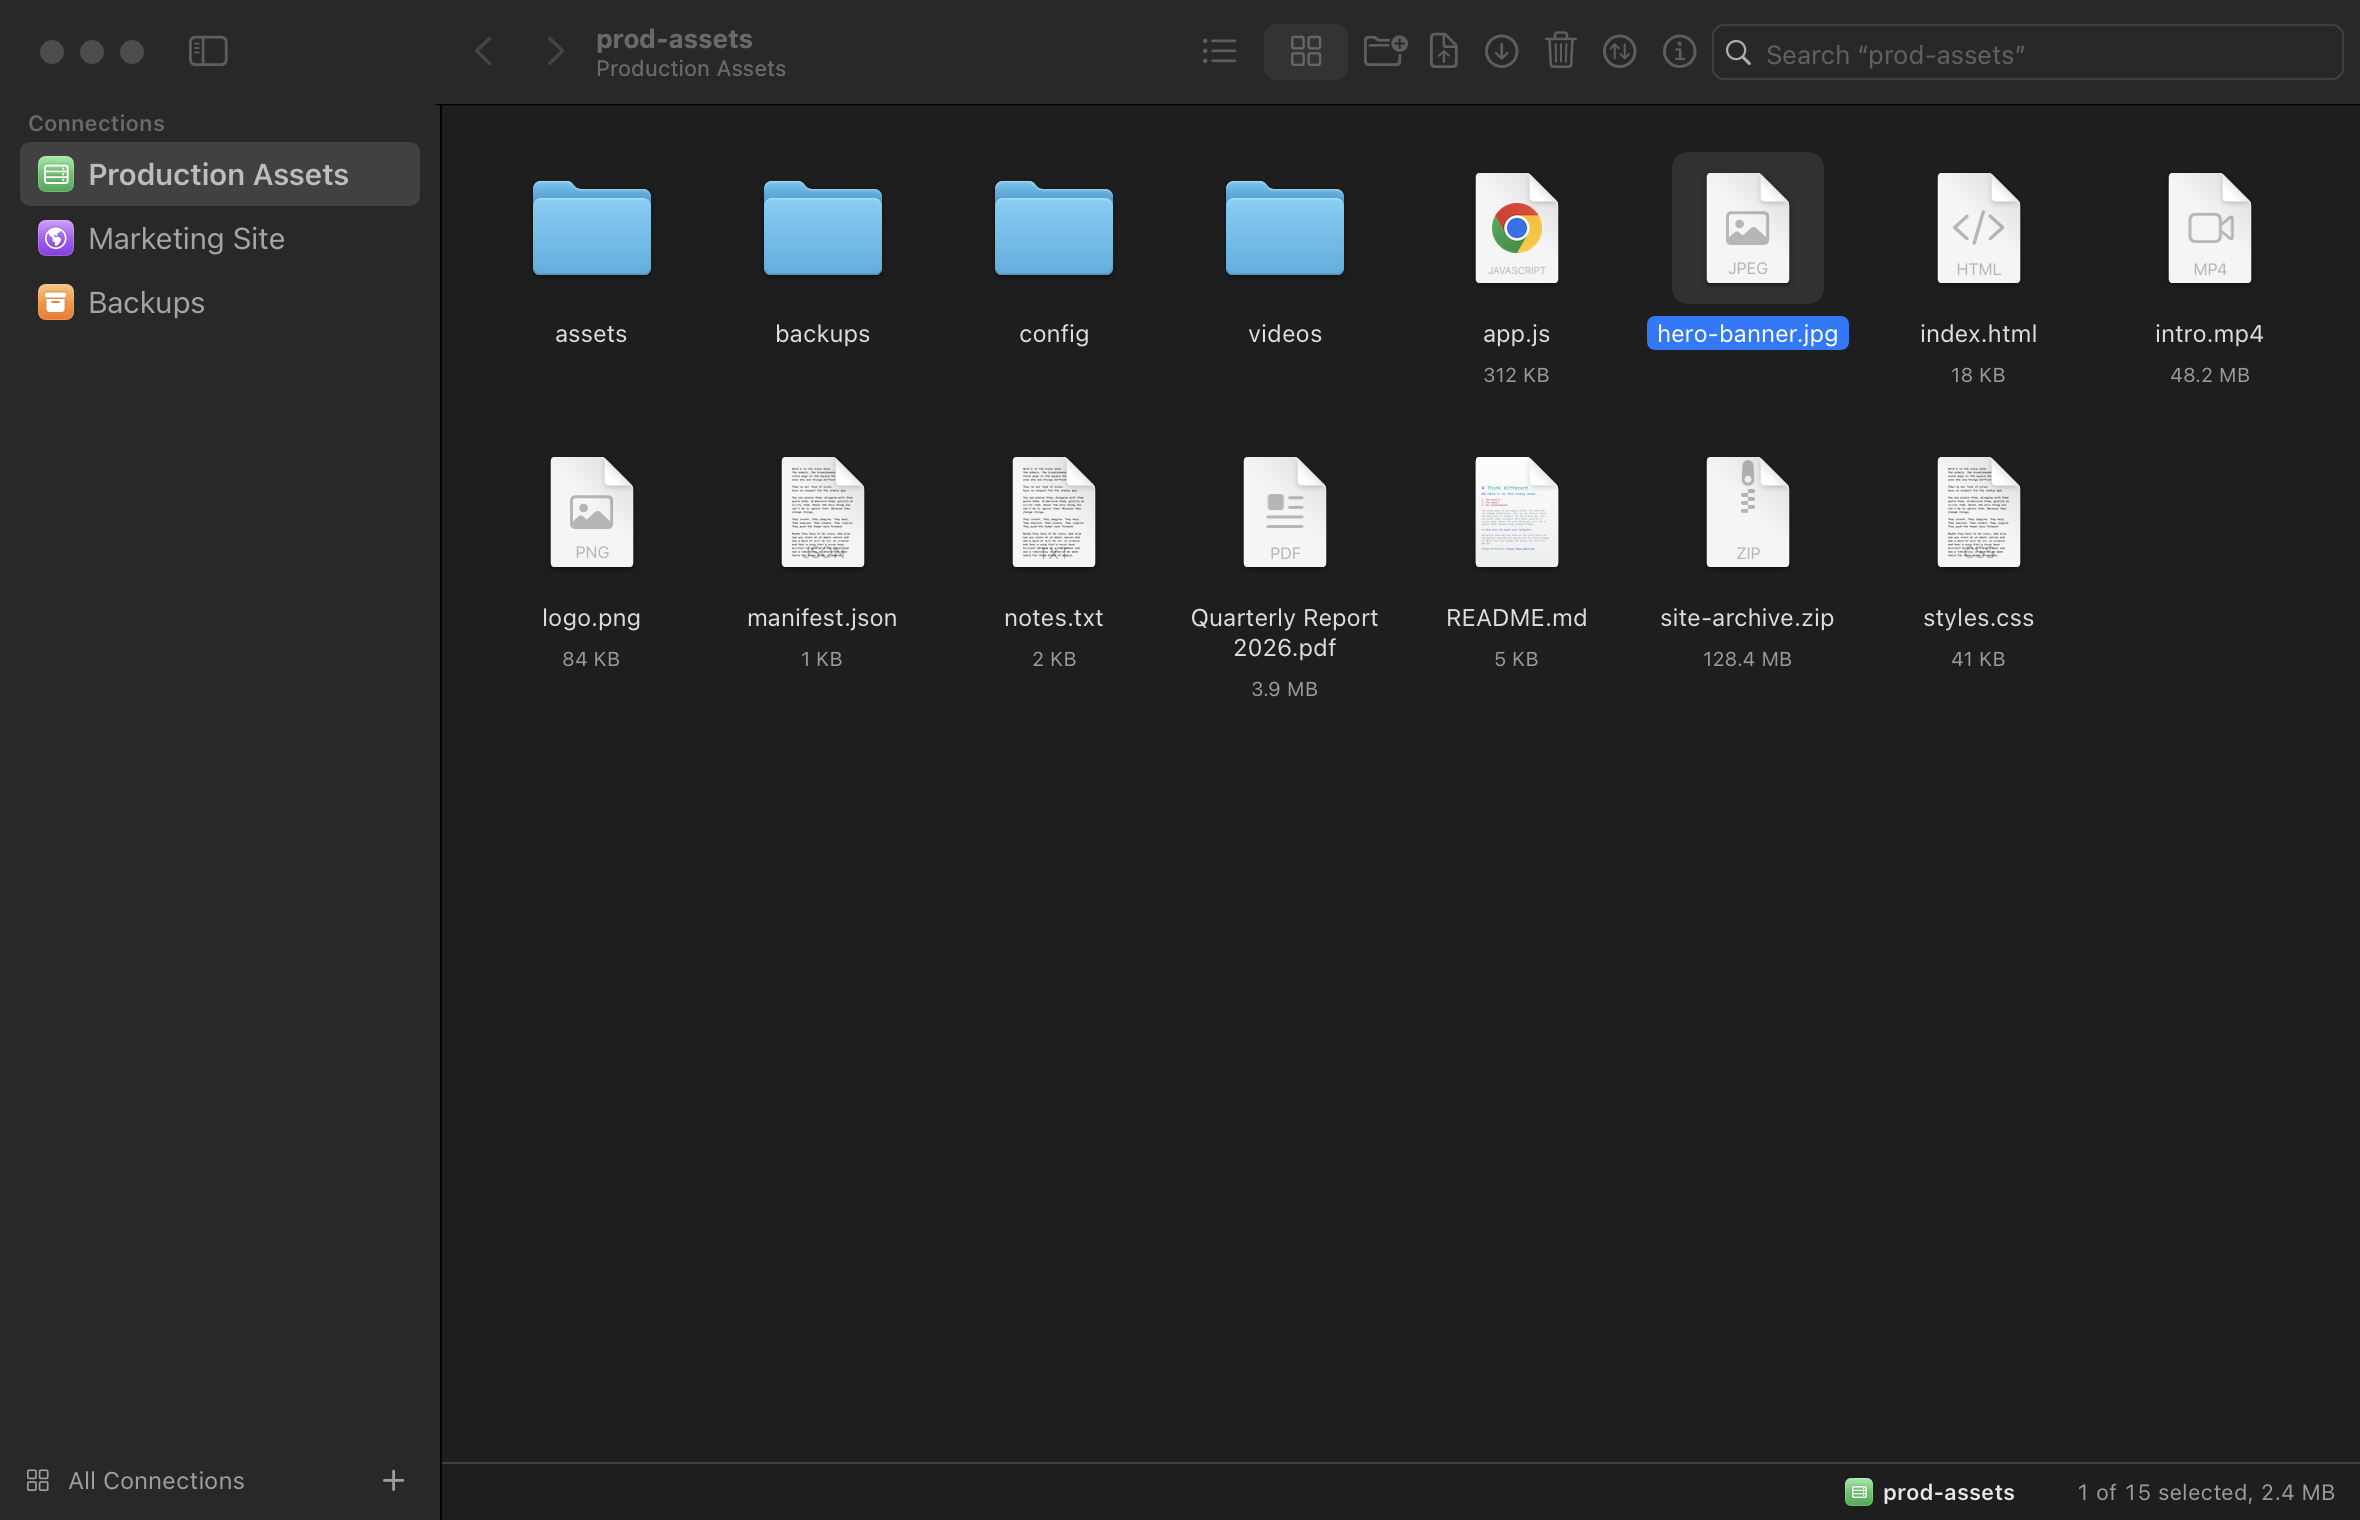 prod-assets
Production Assets
Search “prod-assets”
Connections
Production Assets
Marketing Site
Backups
assets
backups
config
videos
JAVASCRIPT
app.js
312 KB
JPEG
hero-banner.jpg
HTML
index.html
18 KB
MP4
intro.mp4
48.2 MB
PNG
logo.png
84 KB
manifest.json
1 KB
notes.txt
2 KB
PDF
Quarterly Report
2026.pdf
3.9 MB
README.md
5 KB
ZIP
site-archive.zip
128.4 MB
styles.css
41 KB
All Connections
prod-assets
1 of 15 selected, 2.4 MB